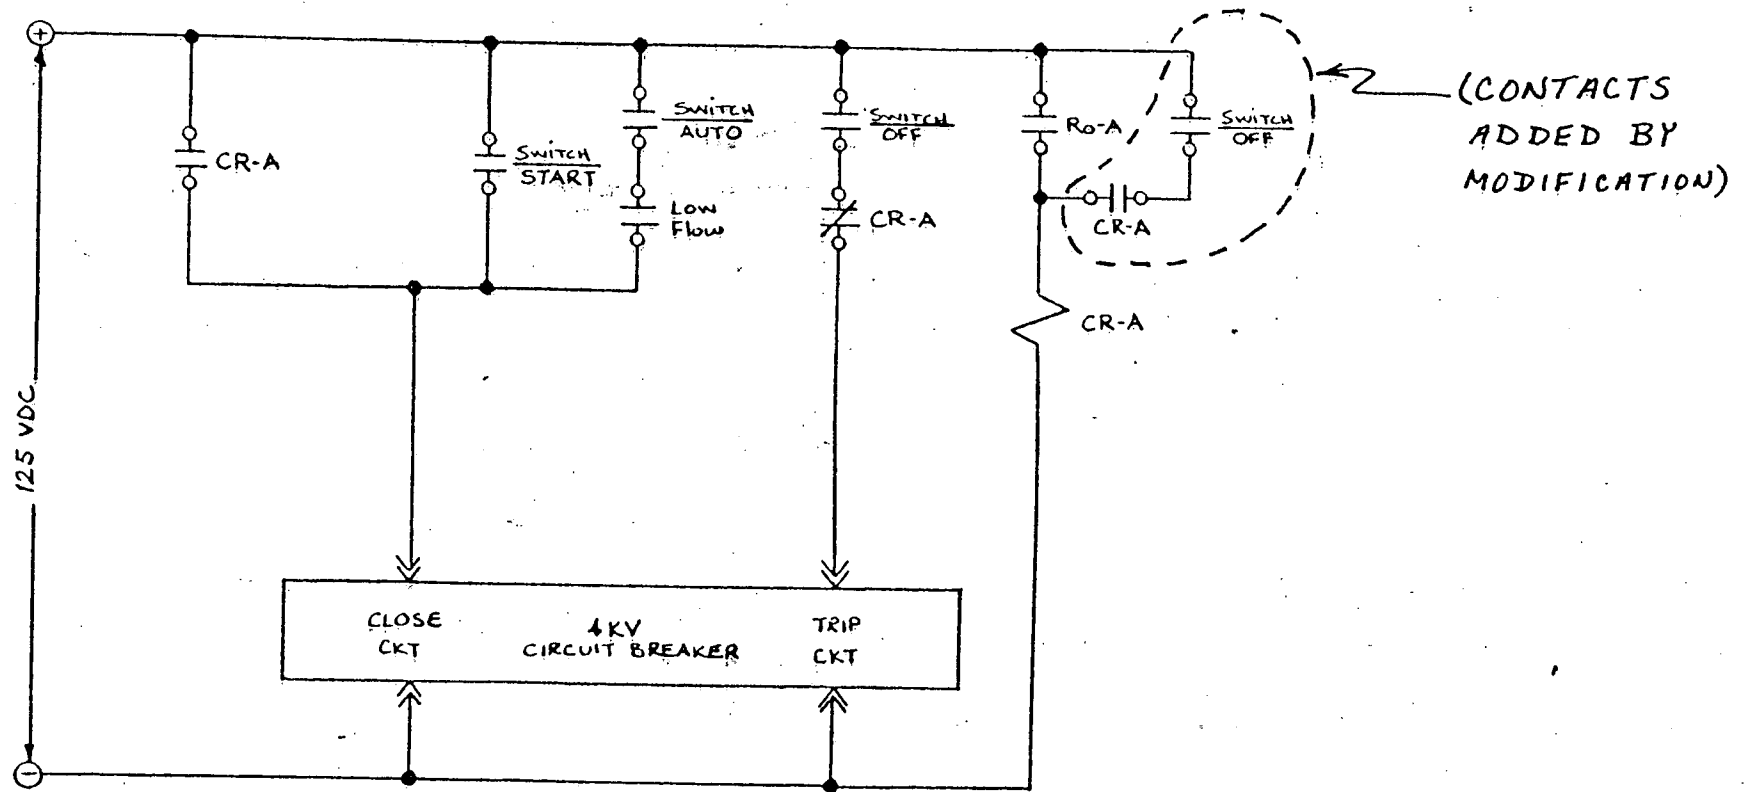 +
CR-A
SWITCH
START
SWITCH
AUTO
LOW
FLOW
SWITCH
OFF
CR-A
RO-A
CR-A
SWITCH
OFF
(CONTACTS
ADDED BY
MODIFICATION)
CR-A
125 VDC
CLOSE
CKT
4KV
CIRCUIT BREAKER
TRIP
CKT
-